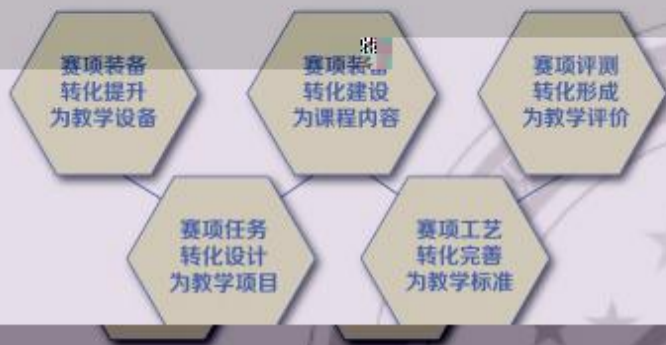 赛项装备
转化提升
为教学设备
赛项装
转化建设
为课程内容
赛项评测
转化形成
为教学评价
赛项任务
转化设计
为教学项目
赛项工艺
转化完善
为教学标准